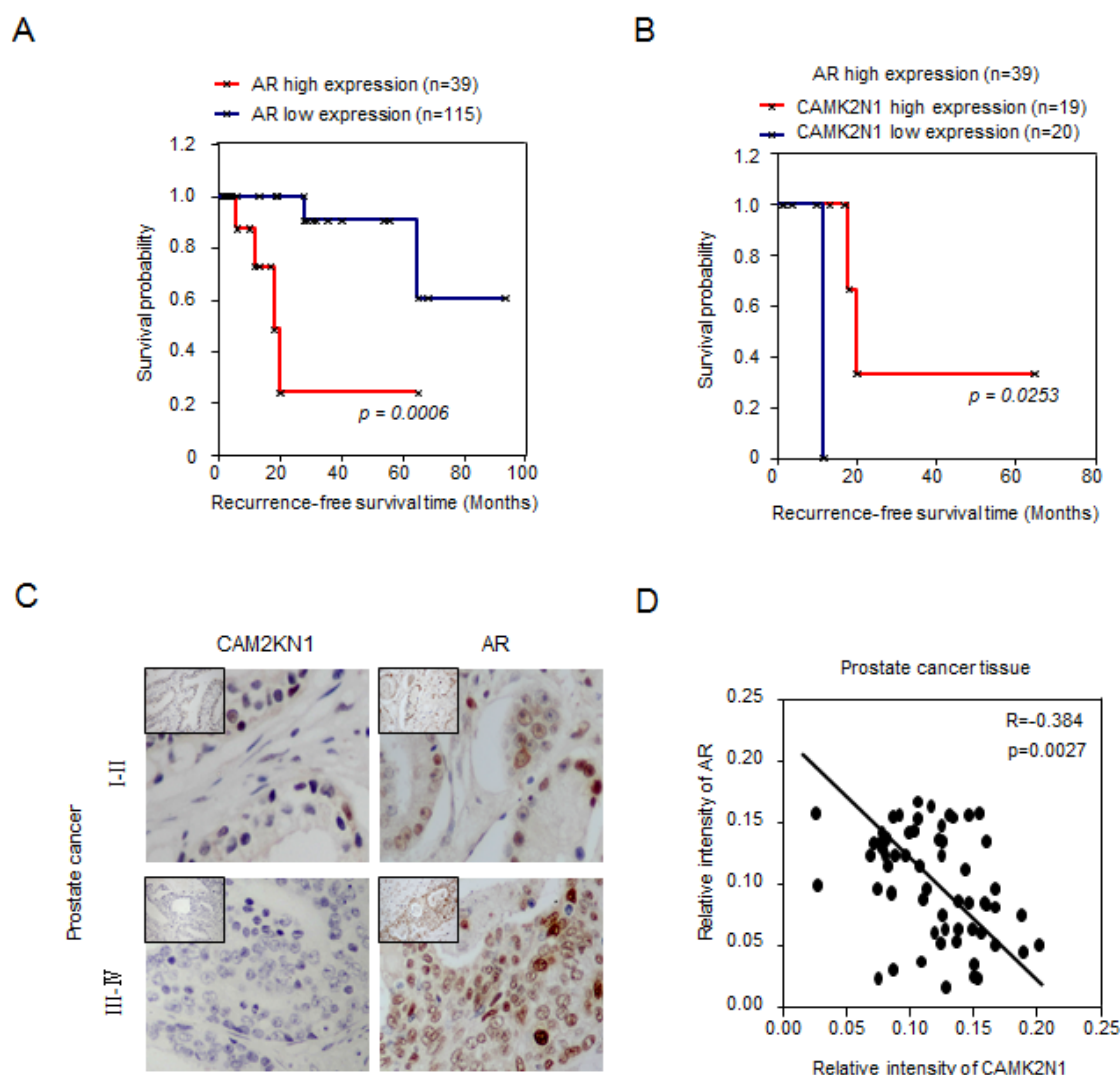 A
AR high expression (n=39)
AR low expression (n=115)
1.2
1.0
0.8
0.6
0.4
0.2
0
0 20 40 60 80 100
Survival probability
p = 0.0006
Recurrence-free survival time (Months)
B
AR high expression (n=39)
CAMK2N1 high expression (n=19)
CAMK2N1 low expression (n=20)
1.2
1.0
0.8
0.6
0.4
0.2
0
0 20 40 60 80
Survival probability
p = 0.0253
Recurrence-free survival time (Months)
C
CAM2KN1 AR
Prostate cancer
I-II
III-IV
D
Prostate cancer tissue
R=-0.384
p=0.0027
0.25
0.20
0.15
0.10
0.05
0.00
Relative intensity of AR
0.00 0.05 0.10 0.15 0.20 0.25
Relative intensity of CAMK2N1